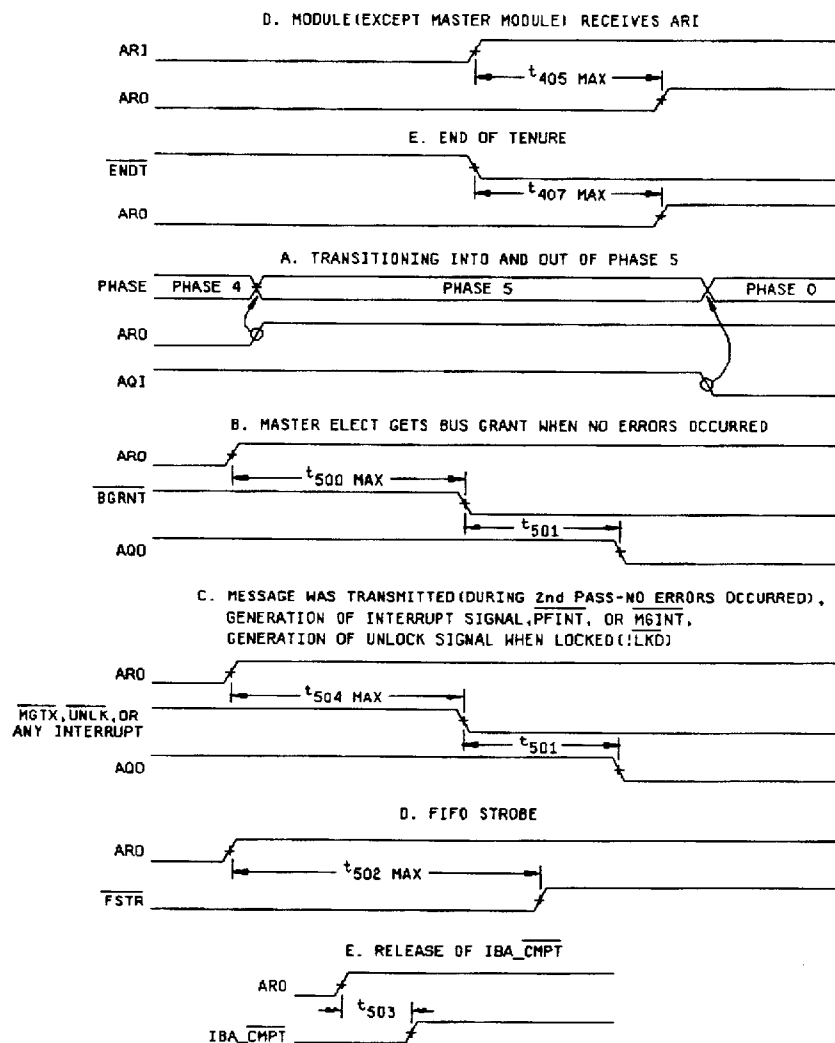 D. MODULE(EXCEPT MASTER MODULE) RECEIVES ARI
ARI
t405 MAX
ARO
E. END OF TENURE
ENDT
t407 MAX
ARO
A. TRANSITIONING INTO AND OUT OF PHASE 5
PHASE PHASE 4 PHASE 5 PHASE 0
ARO
AQI
B. MASTER ELECT GETS BUS GRANT WHEN NO ERRORS OCCURRED
ARO
t500 MAX
BGRNT
t501
AQO
C. MESSAGE WAS TRANSMITTED(DURING 2nd PASS-NO ERRORS OCCURRED),
GENERATION OF INTERRUPT SIGNAL,PFINT, OR MGINT,
GENERATION OF UNLOCK SIGNAL WHEN LOCKED(!LKD)
ARO
t504 MAX
MGTX,UNLK,OR
ANY INTERRUPT
t501
AQO
D. FIFO STROBE
ARO
t502 MAX
FSTR
E. RELEASE OF IBA_CMPT
ARO
t503
IBA_CMPT